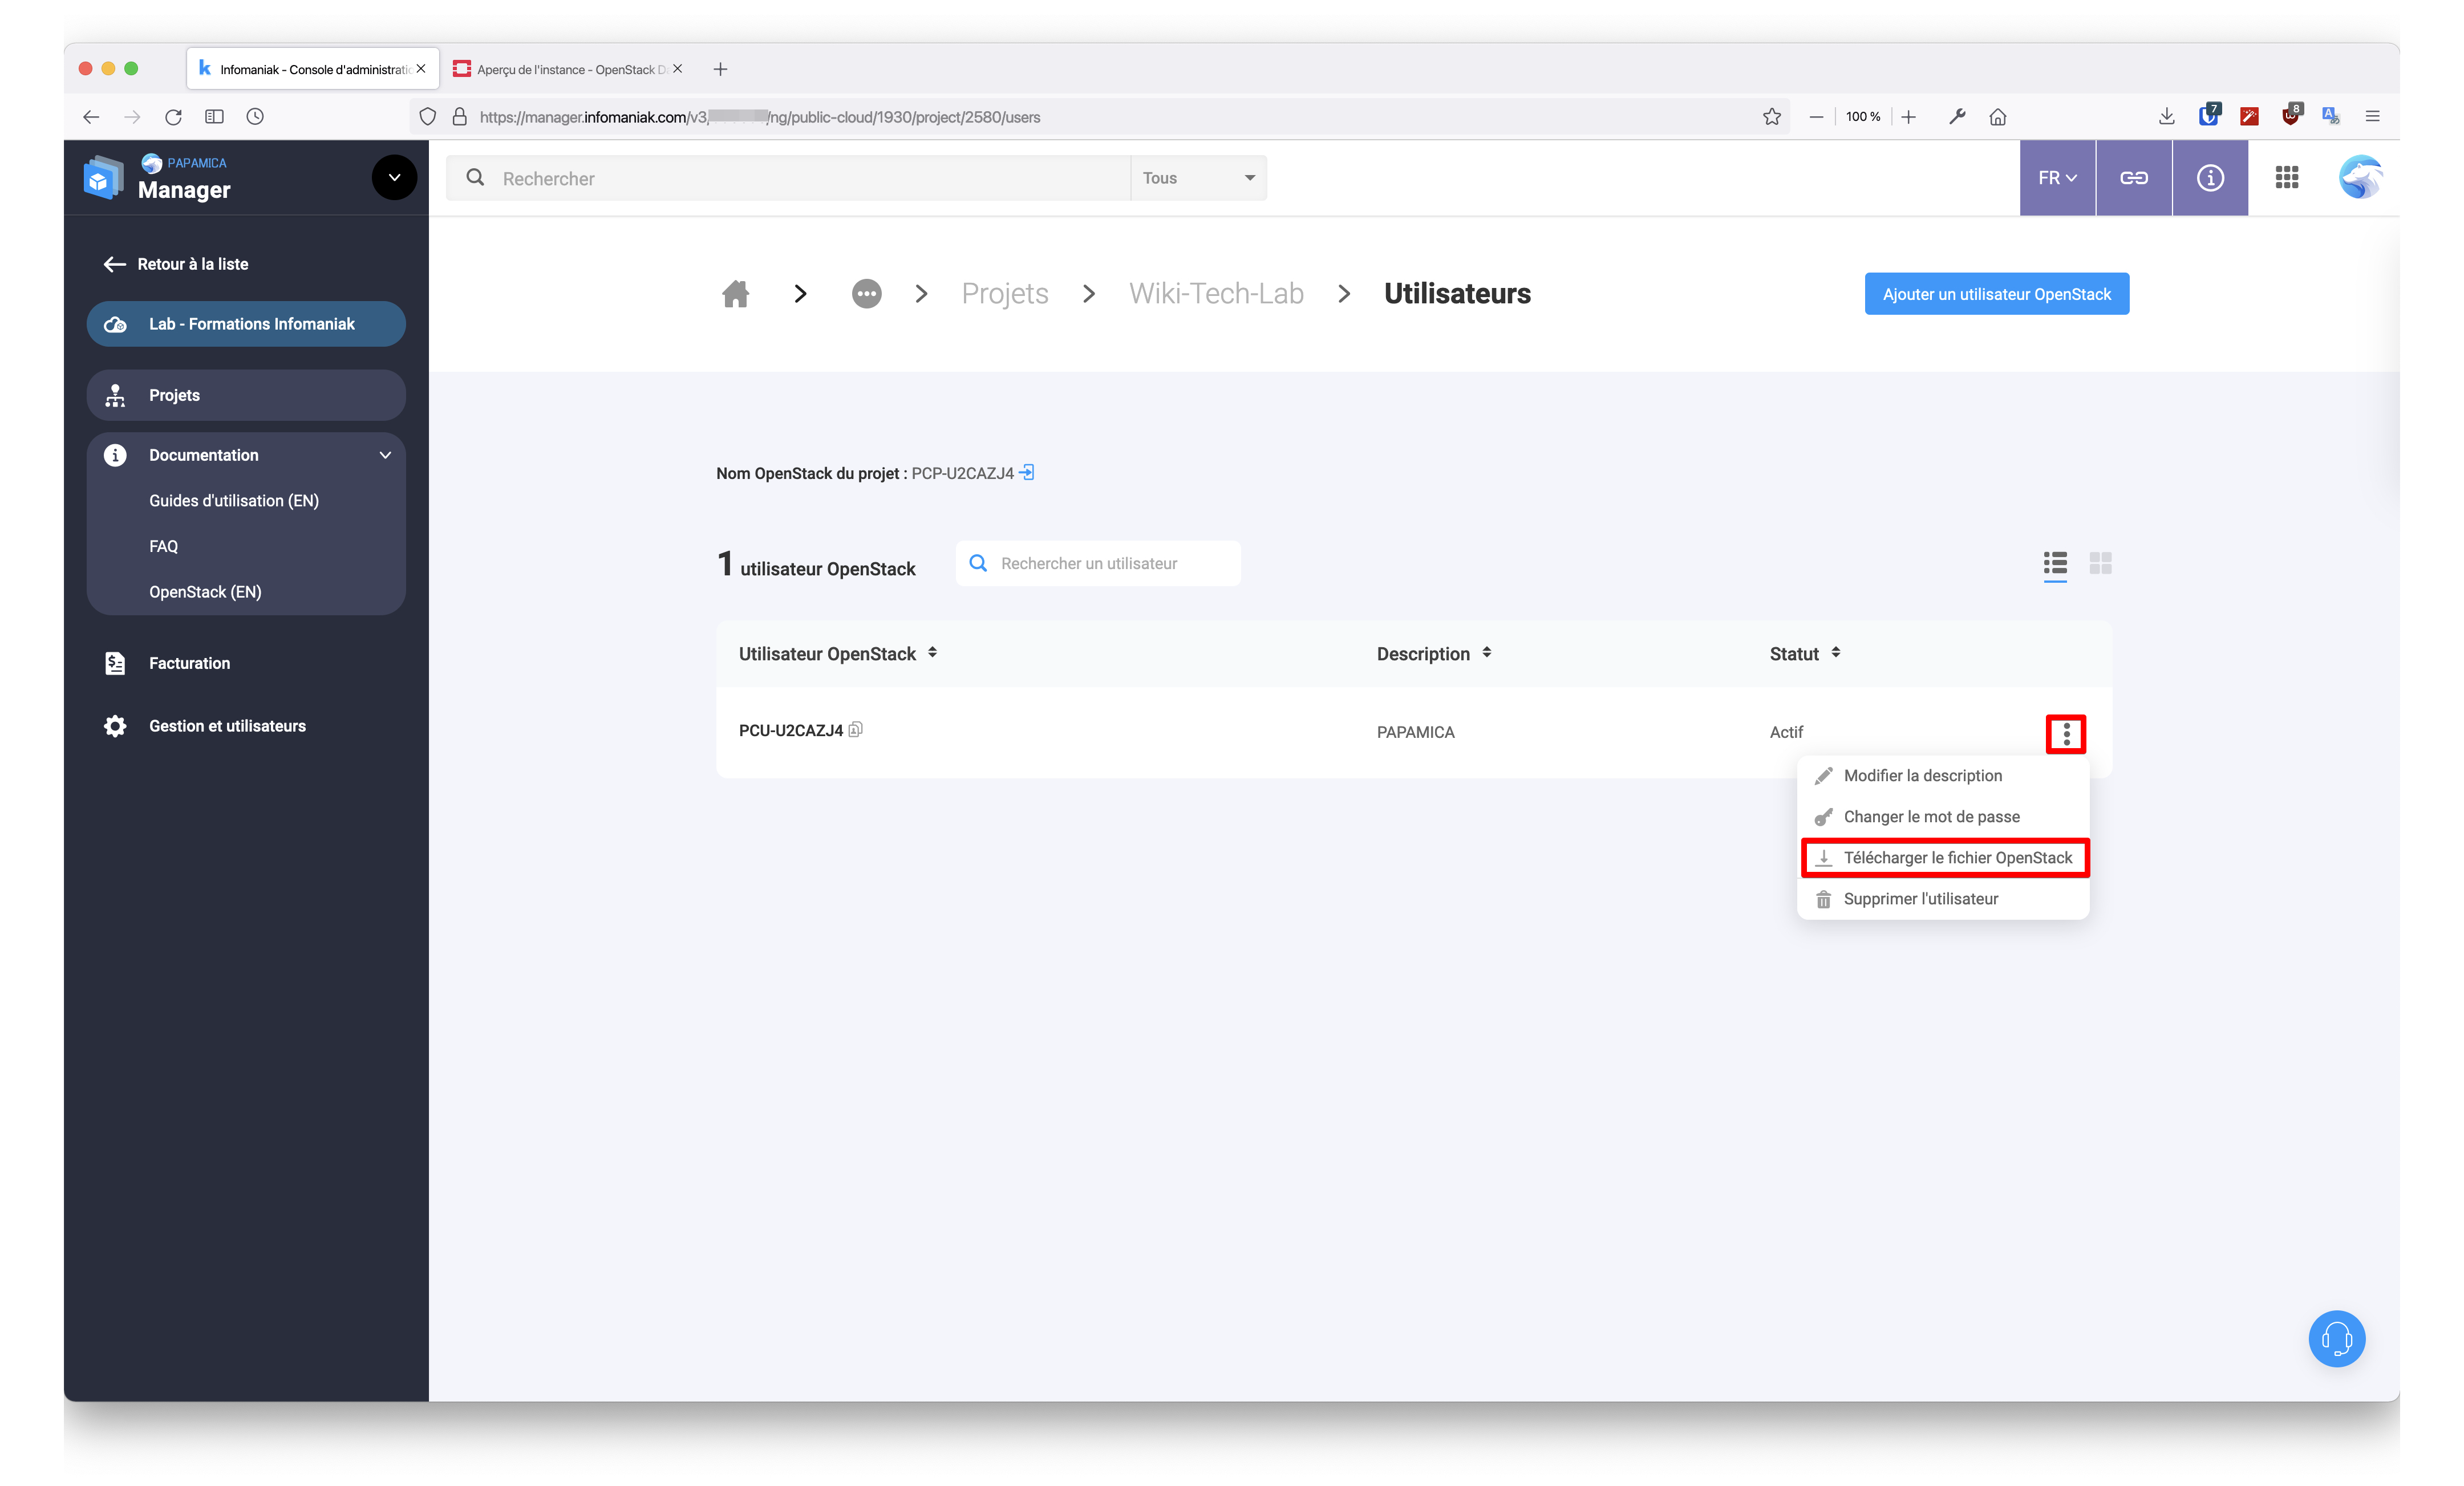 Infomaniak - Console d'administratic
Aperçu de l'instance - OpenStack D
https://manager.infomaniak.com/v3, /ng/public-cloud/1930/project/2580/users
100 %
7
8
PAPAMICA
Manager
Rechercher
Tous
FR
Retour à la liste
Lab - Formations Infomaniak
Projets
Documentation
Guides d'utilisation (EN)
FAQ
OpenStack (EN)
Facturation
Gestion et utilisateurs
Projets > Wiki-Tech-Lab > Utilisateurs
Ajouter un utilisateur OpenStack
Nom OpenStack du projet : PCP-U2CAZJ4
1 utilisateur OpenStack
Rechercher un utilisateur
Utilisateur OpenStack Description Statut
PCU-U2CAZJ4 PAPAMICA Actif
Modifier la description
Changer le mot de passe
Télécharger le fichier OpenStack
Supprimer l'utilisateur